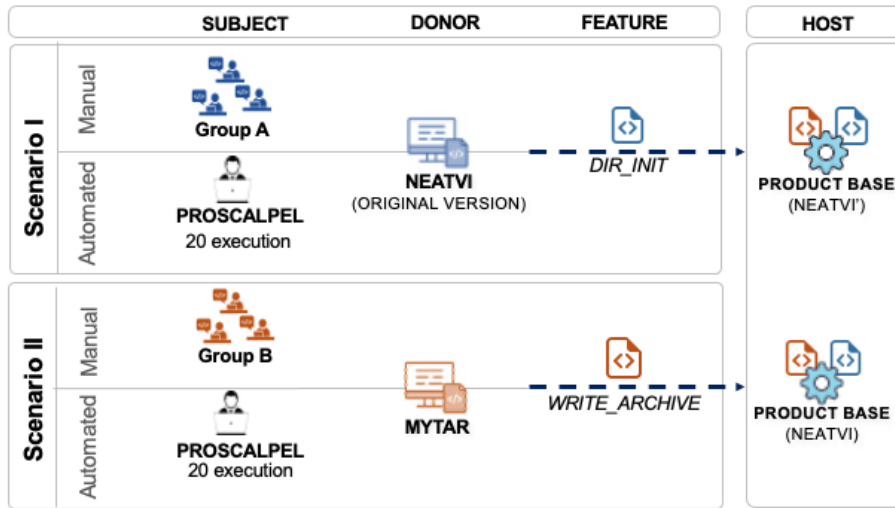 SUBJECT DONOR FEATURE HOST
Scenario I
Manual
Group A
Automated
PROSCALPEL
20 execution
NEATVI
(ORIGINAL VERSION)
DIR_INIT
PRODUCT BASE
(NEATVI')
Scenario II
Manual
Group B
Automated
PROSCALPEL
20 execution
MYTAR
WRITE_ARCHIVE
PRODUCT BASE
(NEATVI)